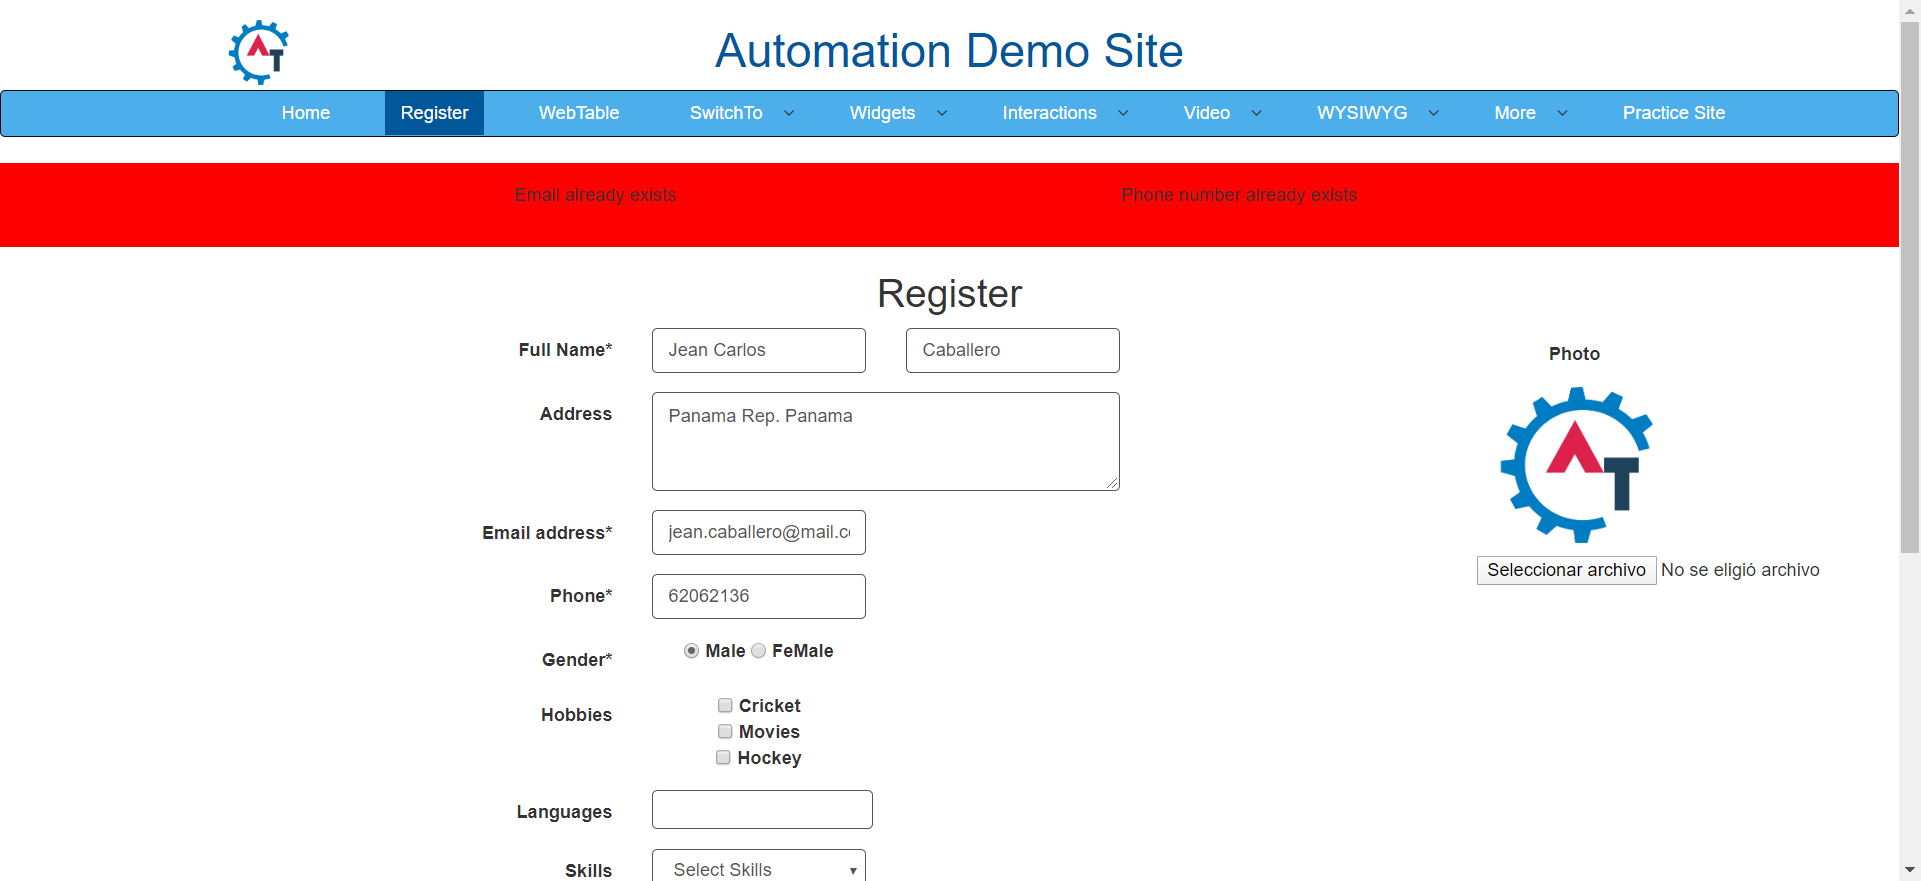 Automation Demo Site
Home Register WebTable SwitchTo Widgets Interactions Video WYSIWYG More Practice Site
Email already exists Phone number already exists
Register
Full Name* Jean Carlos Caballero
Photo
Address Panama Rep. Panama
AT
Email address* jean.caballero@mail.c
Seleccionar archivo No se eligió archivo
Phone* 62062136
Gender* Male FeMale
Hobbies Cricket
Movies
Hockey
Languages
Skills Select Skills